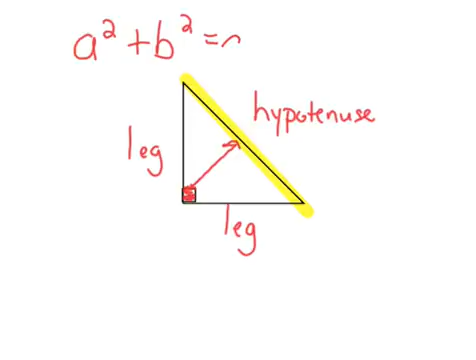 a² + b² =
hypotenuse
leg
leg